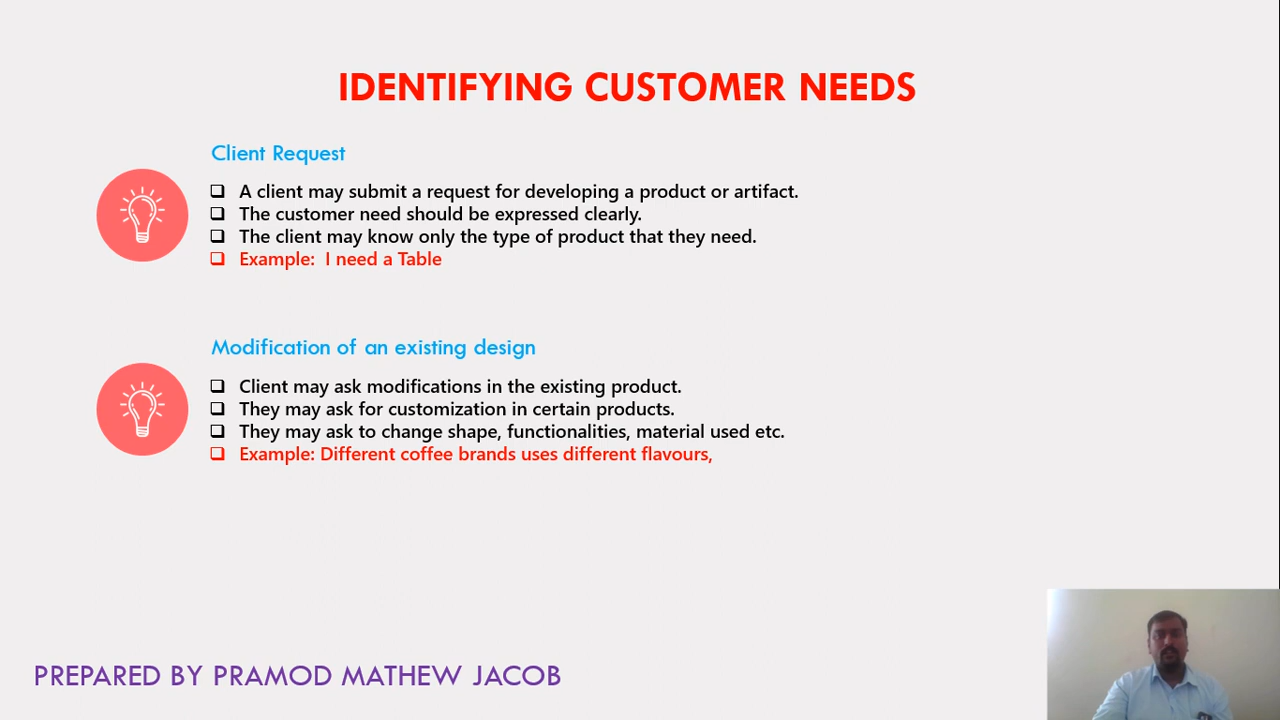 IDENTIFYING CUSTOMER NEEDS
Client Request
A client may submit a request for developing a product or artifact.
The customer need should be expressed clearly.
The client may know only the type of product that they need.
Example: I need a Table
Modification of an existing design
Client may ask modifications in the existing product.
They may ask for customization in certain products.
They may ask to change shape, functionalities, material used etc.
Example: Different coffee brands uses different flavours,
PREPARED BY PRAMOD MATHEW JACOB